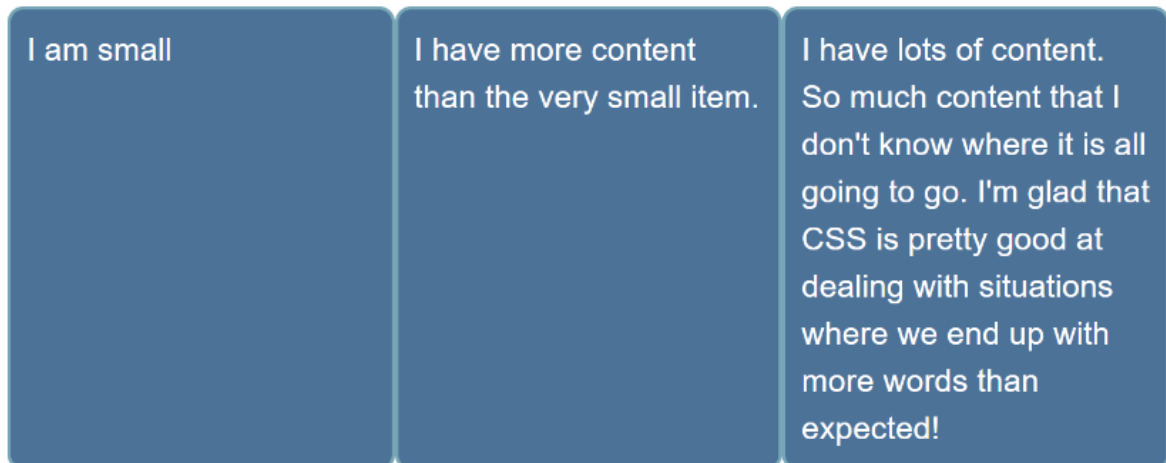 I am small
I have more content
than the very small item.
I have lots of content.
So much content that I
don't know where it is all
going to go. I'm glad that
CSS is pretty good at
dealing with situations
where we end up with
more words than
expected!